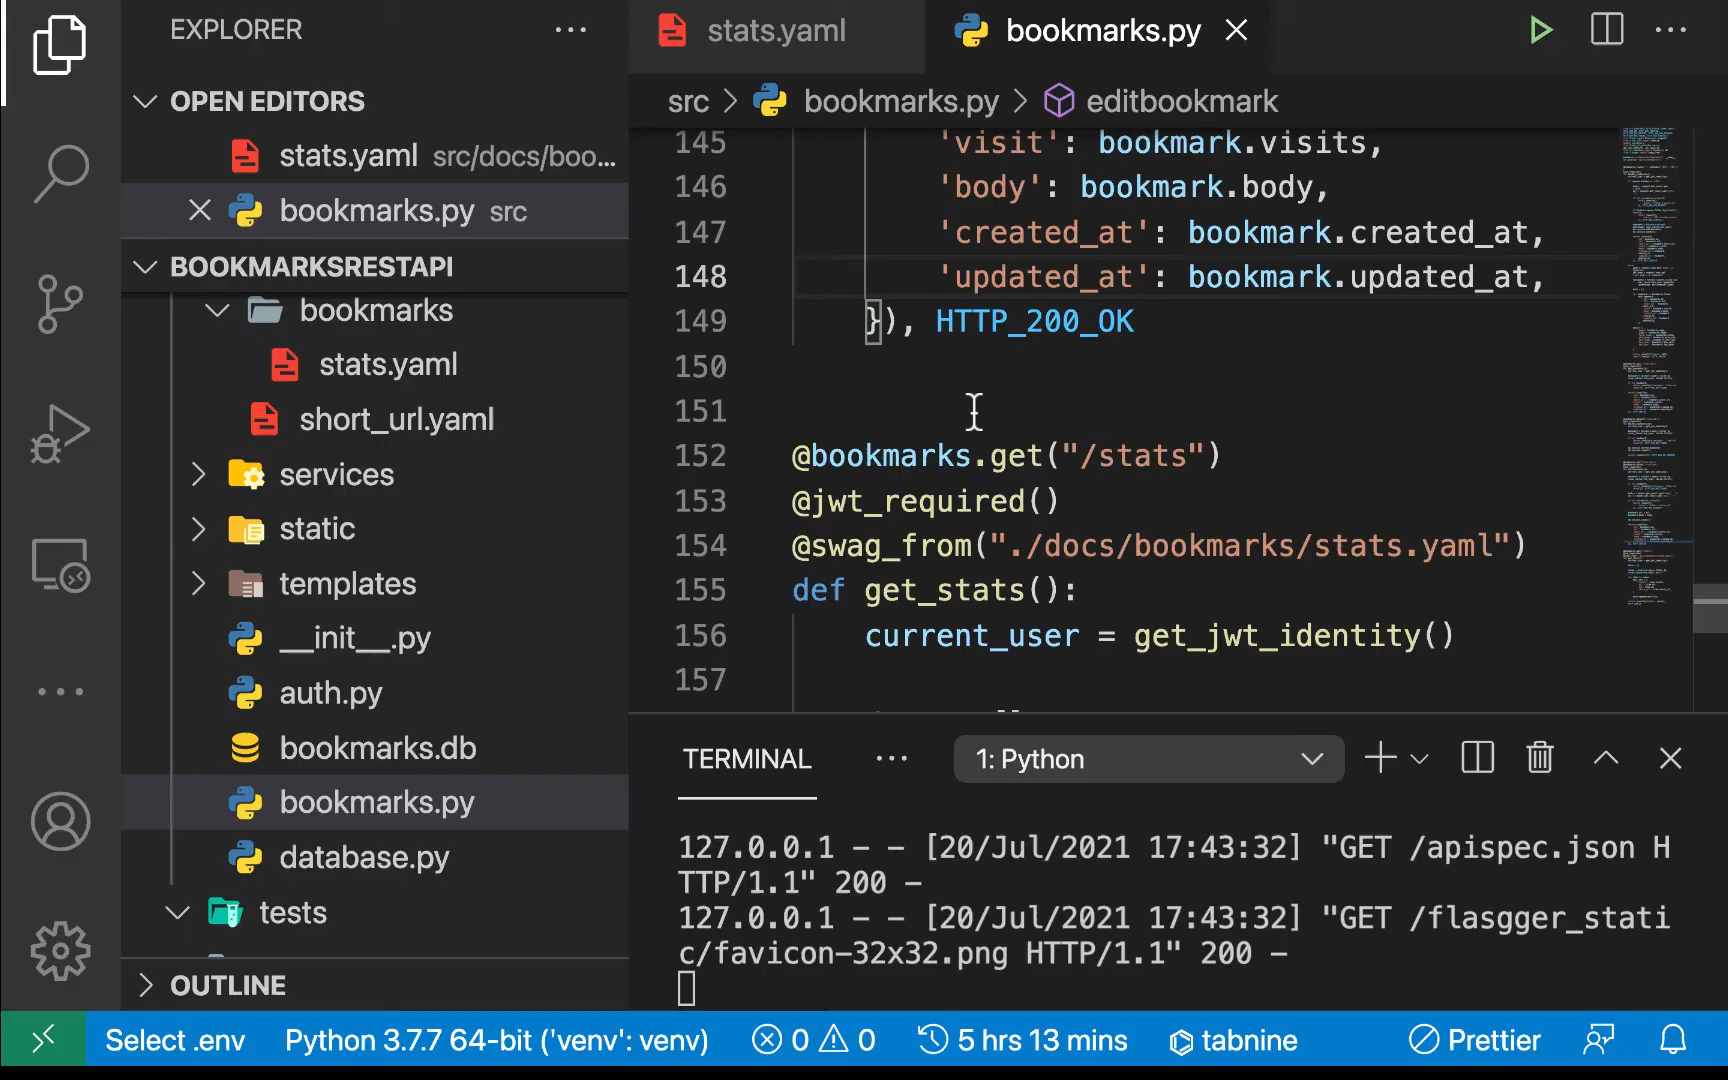 EXPLORER
OPEN EDITORS
stats.yaml src/docs/boo...
bookmarks.py src
BOOKMARKSRESTAPI
bookmarks
stats.yaml
short_url.yaml
services
static
templates
__init__.py
auth.py
bookmarks.db
bookmarks.py
database.py
tests
OUTLINE
stats.yaml
bookmarks.py
src > bookmarks.py > editbookmark
145 'visit': bookmark.visits,
146 'body': bookmark.body,
147 'created_at': bookmark.created_at,
148 'updated_at': bookmark.updated_at,
149 }), HTTP_200_OK
150
151
152 @bookmarks.get("/stats")
153 @jwt_required()
154 @swag_from("./docs/bookmarks/stats.yaml")
155 def get_stats():
156 current_user = get_jwt_identity()
157
TERMINAL
1: Python
127.0.0.1 - - [20/Jul/2021 17:43:32] "GET /apispec.json H
TTP/1.1" 200 -
127.0.0.1 - - [20/Jul/2021 17:43:32] "GET /flasgger_stati
c/favicon-32x32.png HTTP/1.1" 200 -
Select .env Python 3.7.7 64-bit ('venv': venv) 0 0 5 hrs 13 mins tabnine Prettier